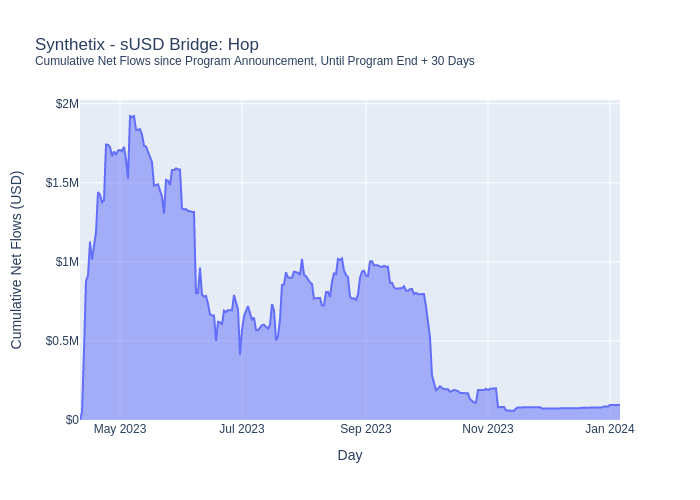 Synthetix - sUSD Bridge: Hop
Cumulative Net Flows since Program Announcement, Until Program End + 30 Days
Cumulative Net Flows (USD)
$2M
$1.5M
$1M
$0.5M
$0
May 2023
Jul 2023
Sep 2023
Nov 2023
Jan 2024
Day